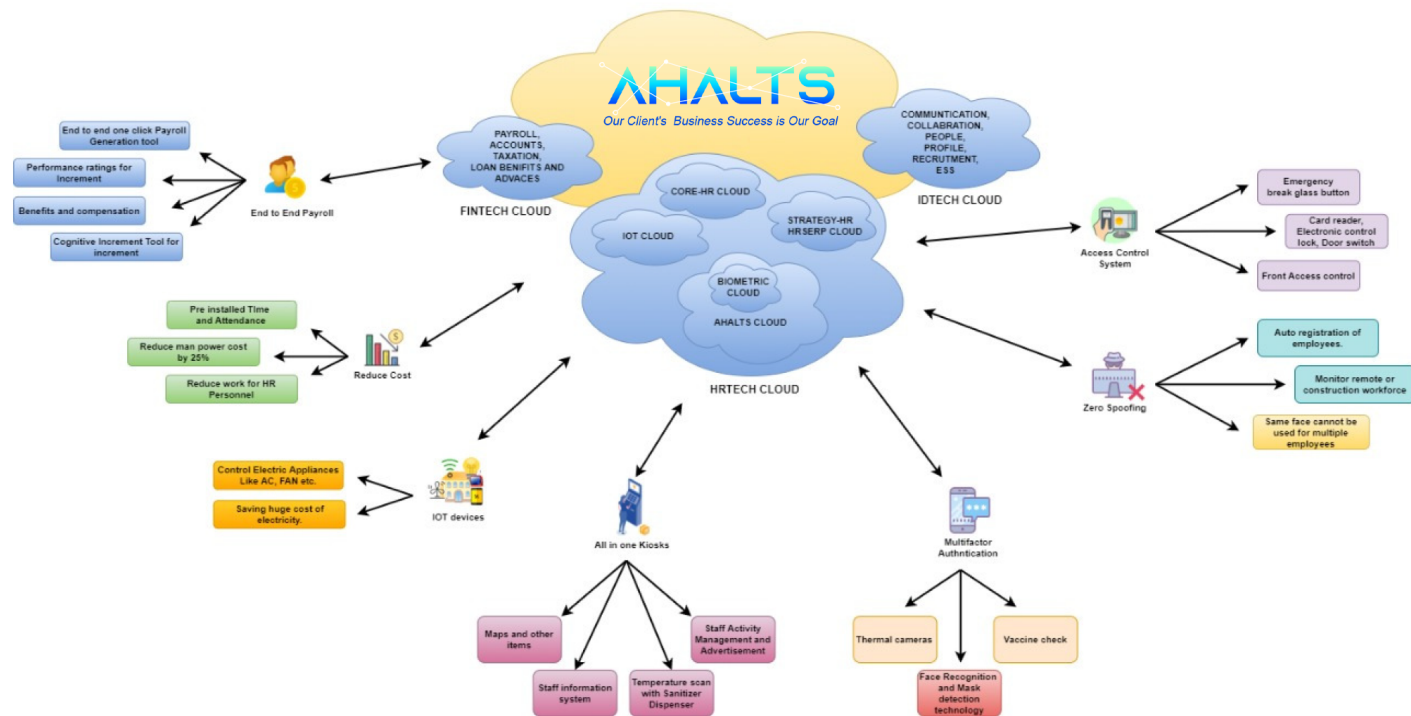 AHALTS
Our Client's Business Success is Our Goal
PAYROLL,
ACCOUNTS,
TAXATION,
LOAN BENIFITS AND
ADVACES
FINTECH CLOUD
COMMUNTICATION,
COLLABRATION,
PEOPLE,
PROFILE,
RECRUTMENT,
ESS
IDTECH CLOUD
CORE-HR CLOUD
IOT CLOUD
STRATEGY-HR
HRSERP CLOUD
BIOMETRIC
CLOUD
AHALTS CLOUD
HRTECH CLOUD
End to end one click Payroll
Generation tool
Performance ratings for
Increment
Benefits and compensation
Cognitive Increment Tool for
increment
End to End Payroll
Pre installed Time
and Attendance
Reduce man power cost
by 25%
Reduce work for HR
Personnel
Reduce Cost
Control Electric Appliances
Like AC, FAN etc.
Saving huge cost of
electricity.
IOT devices
All in one Kiosks
Maps and other
items
Staff information
system
Temperature scan
with Sanitizer
Dispenser
Staff Activity
Management and
Advertisement
Multifactor
Authntication
Thermal cameras
Face Recognition
and Mask
detection
technology
Vaccine check
Access Control
System
Emergency
break glass button
Card reader,
Electronic control
lock, Door switch
Front Access control
Zero Spoofing
Auto registration of
employees.
Monitor remote or
construction workforce
Same face cannot be
used for multiple
employees